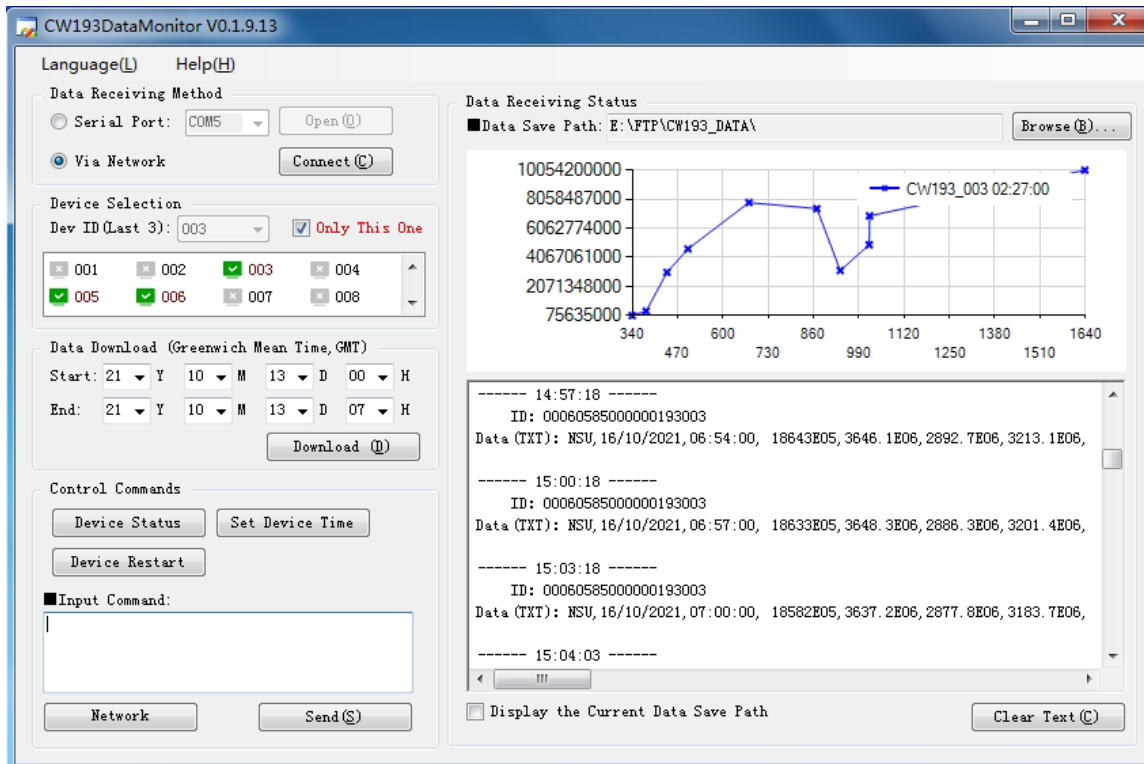 CW193DataMonitor V0.1.9.13
Language(L) Help(H)
Data Receiving Method
Serial Port: COM5 Open(O)
Via Network Connect(C)
Device Selection
Dev ID(Last 3): 003 Only This One
001 002 003 004
005 006 007 008
Data Download (Greenwich Mean Time,GMT)
Start: 21 Y 10 M 13 D 00 H
End: 21 Y 10 M 13 D 07 H
Download (D)
Control Commands
Device Status Set Device Time
Device Restart
■Input Command:
Network Send(S)
Data Receiving Status
■Data Save Path: E:\FTP\CW193_DATA\ Browse(B)...
CW193_003 02:27:00
10054200000
8058487000
6062774000
4067061000
2071348000
75635000
340 600 860 1120 1380 1640
470 730 990 1250 1510
------ 14:57:18 ------
ID: 00060585000000193003
Data(TXT): NSU,16/10/2021,06:54:00, 18643E05,3646.1E06,2892.7E06,3213.1E06,
------ 15:00:18 ------
ID: 00060585000000193003
Data(TXT): NSU,16/10/2021,06:57:00, 18633E05,3648.3E06,2886.3E06,3201.4E06,
------ 15:03:18 ------
ID: 00060585000000193003
Data(TXT): NSU,16/10/2021,07:00:00, 18582E05,3637.2E06,2877.8E06,3183.7E06,
------ 15:04:03 ------
Display the Current Data Save Path Clear Text(C)